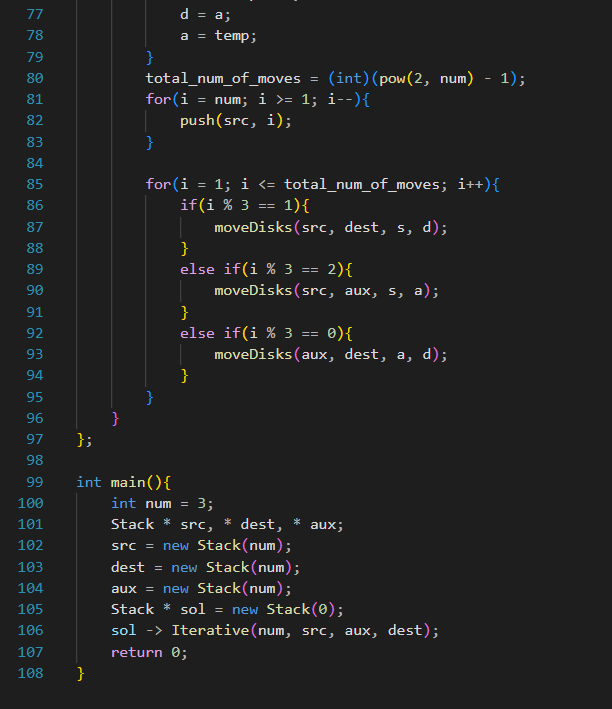 77 d = a;
78 a = temp;
79 }
80 total_num_of_moves = (int)(pow(2, num) - 1);
81 for(i = num; i >= 1; i--){
82 push(src, i);
83 }
84
85 for(i = 1; i <= total_num_of_moves; i++){
86 if(i % 3 == 1){
87 moveDisks(src, dest, s, d);
88 }
89 else if(i % 3 == 2){
90 moveDisks(src, aux, s, a);
91 }
92 else if(i % 3 == 0){
93 moveDisks(aux, dest, a, d);
94 }
95 }
96 }
97 };
98
99 int main(){
100 int num = 3;
101 Stack * src, * dest, * aux;
102 src = new Stack(num);
103 dest = new Stack(num);
104 aux = new Stack(num);
105 Stack * sol = new Stack(0);
106 sol -> Iterative(num, src, aux, dest);
107 return 0;
108 }